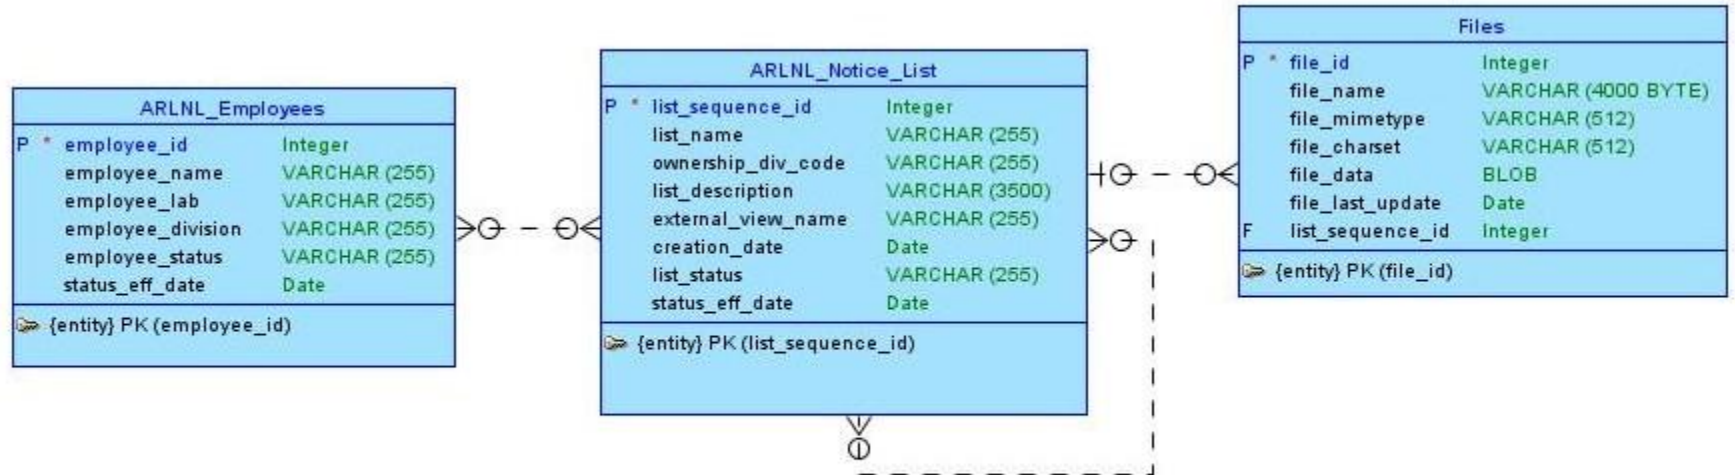 ARLNL_Employees
P * employee_id Integer
employee_name VARCHAR (255)
employee_lab VARCHAR (255)
employee_division VARCHAR (255)
employee_status VARCHAR (255)
status_eff_date Date
{entity} PK (employee_id)
ARLNL_Notice_List
P * list_sequence_id Integer
list_name VARCHAR (255)
ownership_div_code VARCHAR (255)
list_description VARCHAR (3500)
external_view_name VARCHAR (255)
creation_date Date
list_status VARCHAR (255)
status_eff_date Date
{entity} PK (list_sequence_id)
Files
P * file_id Integer
file_name VARCHAR (4000 BYTE)
file_mimetype VARCHAR (512)
file_charset VARCHAR (512)
file_data BLOB
file_last_update Date
F list_sequence_id Integer
{entity} PK (file_id)